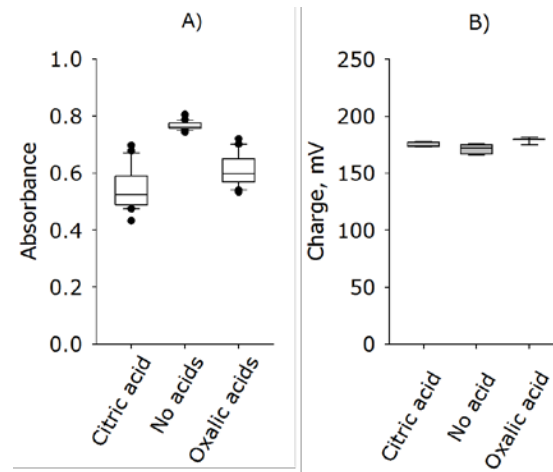 A)
Absorbance
1.0
0.8
0.6
0.4
0.2
0.0
Citric acid
No acids
Oxalic acids
B)
Charge, mV
250
200
150
100
50
0
Citric acid
No acid
Oxalic acid